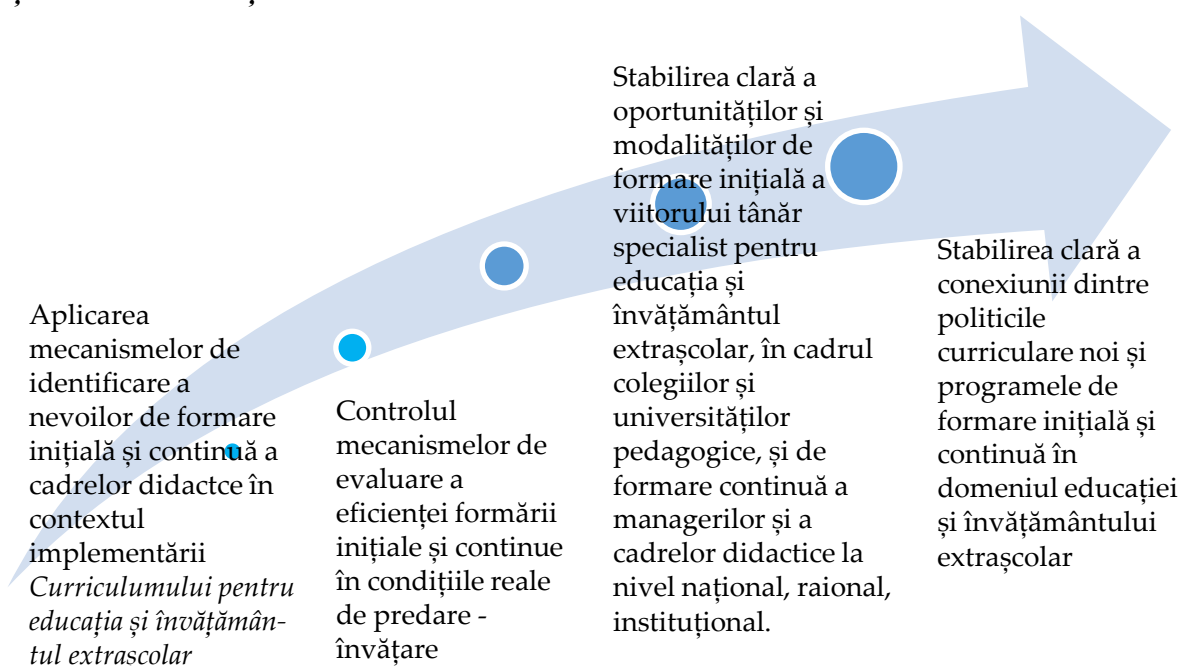 Aplicarea
mecanismelor de
identificare a
nevoilor de formare
inițială și continuă a
cadrelor didactce în
contextul
implementării
Curriculumului pentru
educația și învățămân-
tul extrascolar
Controlul
mecanismelor de
evaluare a
eficienței formării
inițiale și continue
în condițiile reale
de predare -
învățare
Stabilirea clară a
oportunităților și
modalităților de
formare inițială a
viitorului tânăr
specialist pentru
educația și
învățământul
extrașcolar, în cadrul
colegiilor și
universităților
pedagogice, și de
formare continuă a
managerilor și a
cadrelor didactice la
nivel național, raional,
instituțional.
Stabilirea clară a
conexiunii dintre
politicile
curriculare noi și
programele de
formare inițială și
continuă în
domeniul educației
și învățământului
extrașcolar